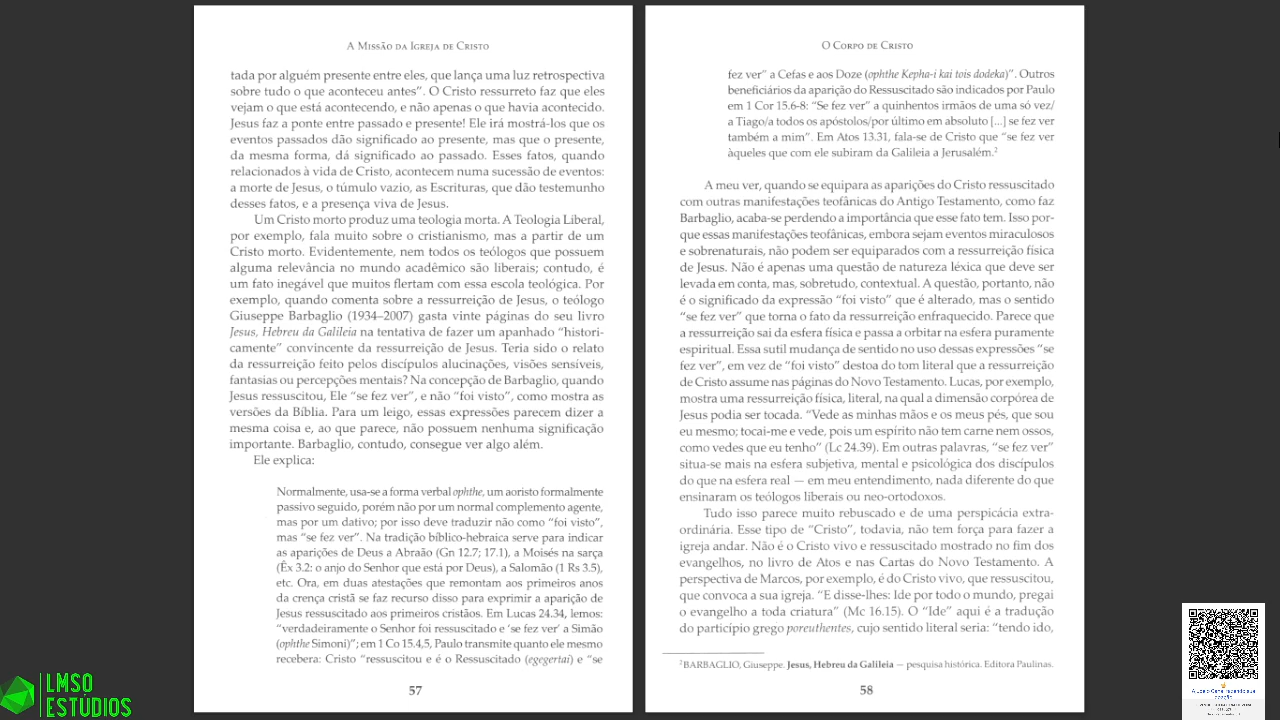 A Missão da Igreja de Cristo
tada por alguém presente entre eles, que lança uma luz retrospectiva
sobre tudo o que aconteceu antes”. O Cristo ressurreto faz que eles
vejam o que está acontecendo, e não apenas o que havia acontecido.
Jesus faz a ponte entre passado e presente! Ele irá mostrá-los que os
eventos passados dão significado ao presente, mas que o presente,
da mesma forma, dá significado ao passado. Esses fatos, quando
relacionados à vida de Cristo, acontecem numa sucessão de eventos:
a morte de Jesus, o túmulo vazio, as Escrituras, que dão testemunho
desses fatos, e a presença viva de Jesus.
Um Cristo morto produz uma teologia morta. A Teologia Liberal,
por exemplo, fala muito sobre o cristianismo, mas a partir de um
Cristo morto. Evidentemente, nem todos os teólogos que possuem
alguma relevância no mundo acadêmico são liberais; contudo, é
um fato inegável que muitos flertam com essa escola teológica. Por
exemplo, quando comenta sobre a ressurreição de Jesus, o teólogo
Giuseppe Barbaglio (1934–2007) gasta vinte páginas do seu livro
Jesus, Hebreu da Galileia na tentativa de fazer um apanhado “histori-
camente” convincente da ressurreição de Jesus. Teria sido o relato
da ressurreição feito pelos discípulos alucinações, visões sensíveis,
fantasias ou percepções mentais? Na concepção de Barbaglio, quando
Jesus ressuscitou, Ele “se fez ver”, e não “foi visto”, como mostra as
versões da Bíblia. Para um leigo, essas expressões parecem dizer a
mesma coisa e, ao que parece, não possuem nenhuma significação
importante. Barbaglio, contudo, consegue ver algo além.
Ele explica:
Normalmente, usa-se a forma verbal ophthe, um aoristo formalmente
passivo seguido, porém não por um normal complemento agente,
mas por um dativo; por isso deve traduzir não como “foi visto”,
mas “se fez ver”. Na tradição bíblico-hebraica serve para indicar
as aparições de Deus a Abraão (Gn 12.7; 17.1), a Moisés na sarça
(Êx 3.2: o anjo do Senhor que está por Deus), a Salomão (1 Rs 3.5),
etc. Ora, em duas atestações que remontam aos primeiros anos
da crença cristã se faz recurso disso para exprimir a aparição de
Jesus ressuscitado aos primeiros cristãos. Em Lucas 24.34, lemos:
“verdadeiramente o Senhor foi ressuscitado e ‘se fez ver’ a Simão
(ophthe Simoni)”; em 1 Co 15.4,5, Paulo transmite quanto ele mesmo
recebera: Cristo “ressuscitou e é o Ressuscitado (egegertai) e “se
57
O Corpo de Cristo
fez ver” a Cefas e aos Doze (ophthe Kepha-i kai tois dodeka)”. Outros
beneficiários da aparição do Ressuscitado são indicados por Paulo
em 1 Cor 15.6-8: “Se fez ver” a quinhentos irmãos de uma só vez/
a Tiago/a todos os apóstolos/por último em absoluto [...] se fez ver
também a mim”. Em Atos 13.31, fala-se de Cristo que “se fez ver
àqueles que com ele subiram da Galileia a Jerusalém.2
A meu ver, quando se equipara as aparições do Cristo ressuscitado
com outras manifestações teofânicas do Antigo Testamento, como faz
Barbaglio, acaba-se perdendo a importância que esse fato tem. Isso por-
que essas manifestações teofânicas, embora sejam eventos miraculosos
e sobrenaturais, não podem ser equiparados com a ressurreição física
de Jesus. Não é apenas uma questão de natureza léxica que deve ser
levada em conta, mas, sobretudo, contextual. A questão, portanto, não
é o significado da expressão “foi visto” que é alterado, mas o sentido
“se fez ver” que torna o fato da ressurreição enfraquecido. Parece que
a ressurreição sai da esfera física e passa a orbitar na esfera puramente
espiritual. Essa sutil mudança de sentido no uso dessas expressões “se
fez ver”, em vez de “foi visto” destoa do tom literal que a ressurreição
de Cristo assume nas páginas do Novo Testamento. Lucas, por exemplo,
mostra uma ressurreição física, literal, na qual a dimensão corpórea de
Jesus podia ser tocada. “Vede as minhas mãos e os meus pés, que sou
eu mesmo; tocai-me e vede, pois um espírito não tem carne nem ossos,
como vedes que eu tenho” (Lc 24.39). Em outras palavras, “se fez ver”
situa-se mais na esfera subjetiva, mental e psicológica dos discípulos
do que na esfera real — em meu entendimento, nada diferente do que
ensinaram os teólogos liberais ou neo-ortodoxos.
Tudo isso parece muito rebuscado e de uma perspicácia extra-
ordinária. Esse tipo de “Cristo”, todavia, não tem força para fazer a
igreja andar. Não é o Cristo vivo e ressuscitado mostrado no fim dos
evangelhos, no livro de Atos e nas Cartas do Novo Testamento. A
perspectiva de Marcos, por exemplo, é do Cristo vivo, que ressuscitou,
que convoca a sua igreja. “E disse-lhes: Ide por todo o mundo, pregai
o evangelho a toda criatura” (Mc 16.15). O “Ide” aqui é a tradução
do particípio grego poreuthentes, cujo sentido literal seria: “tendo ido,
2BARBAGLIO, Giuseppe. Jesus, Hebreu da Galileia — pesquisa histórica. Editora Paulinas.
58
LMSO
ESTÚDIOS